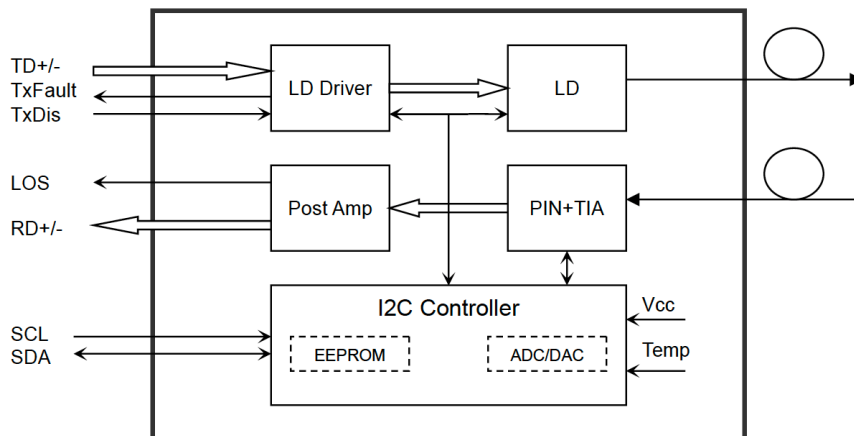 TD+/-
TxFault
TxDis
LD Driver
LD
LOS
RD+/-
Post Amp
PIN+TIA
I2C Controller
SCL
SDA
EEPROM
ADC/DAC
Vcc
Temp